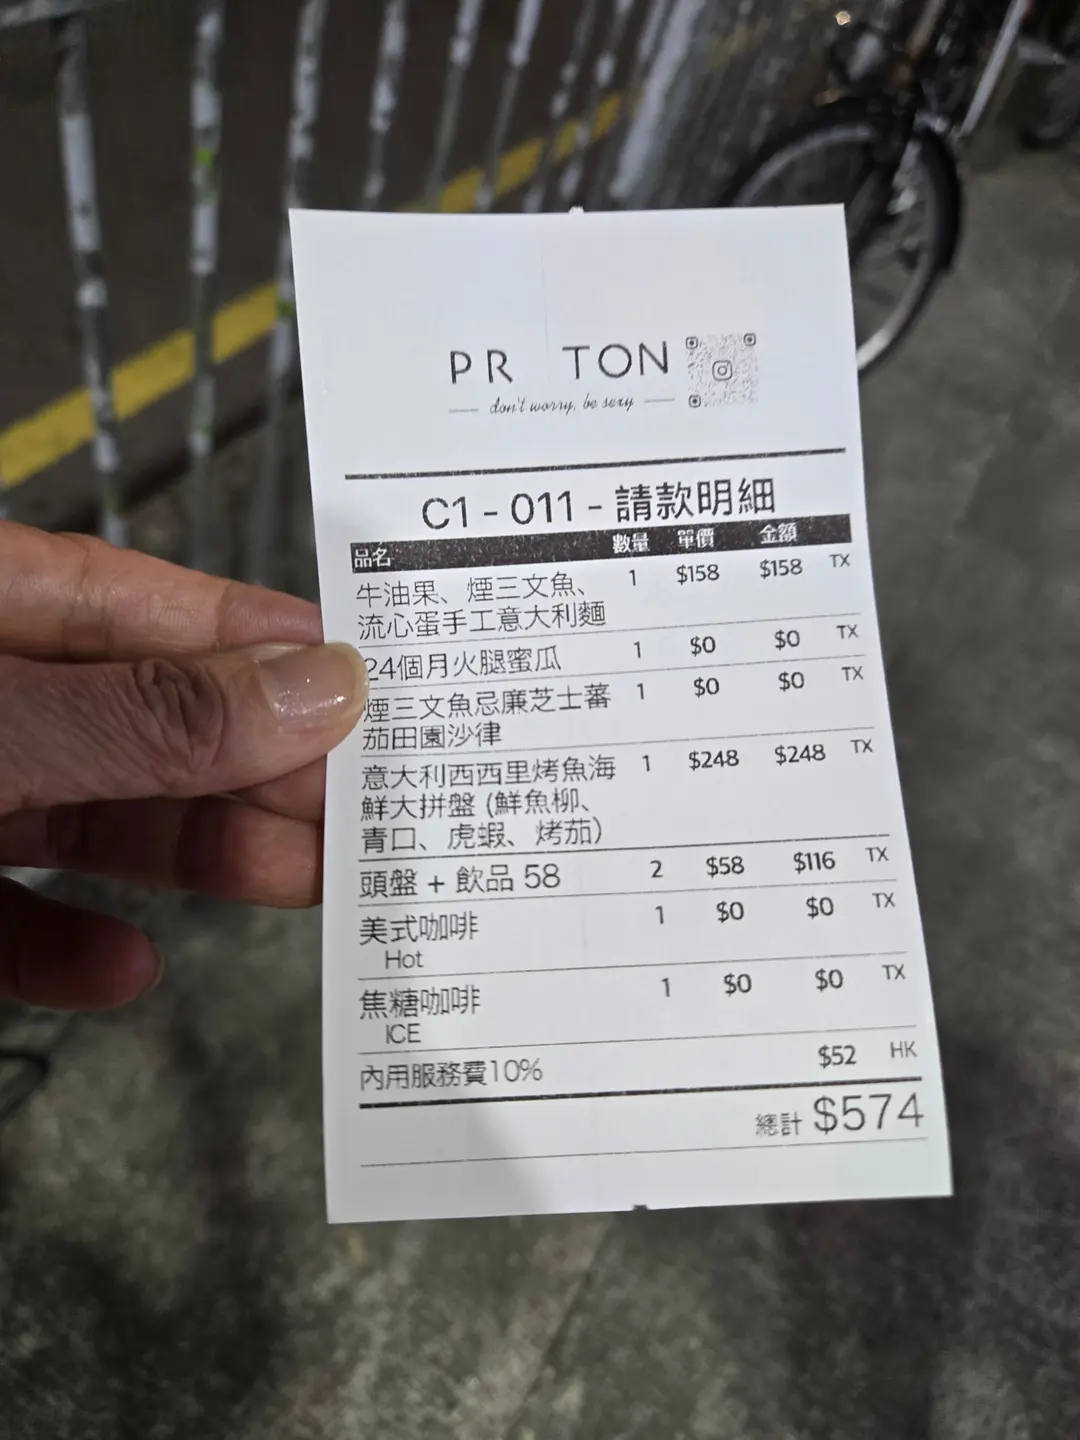 PR TON
don't worry, be sexy
C1 - 011 - 請款明細
品名 數量 單價 金額
牛油果、煙三文魚、 1 $158 $158 TX
流心蛋手工意大利麵
24個月火腿蜜瓜 1 $0 $0 TX
煙三文魚忌廉芝士蕃 1 $0 $0 TX
茄田園沙律
意大利西西里烤魚海 1 $248 $248 TX
鮮大拼盤 (鮮魚柳、
青口、虎蝦、烤茄)
頭盤 + 飲品 58 2 $58 $116 TX
美式咖啡 1 $0 $0 TX
Hot
焦糖咖啡 1 $0 $0 TX
ICE
內用服務費10% $52 HK
總計 $574